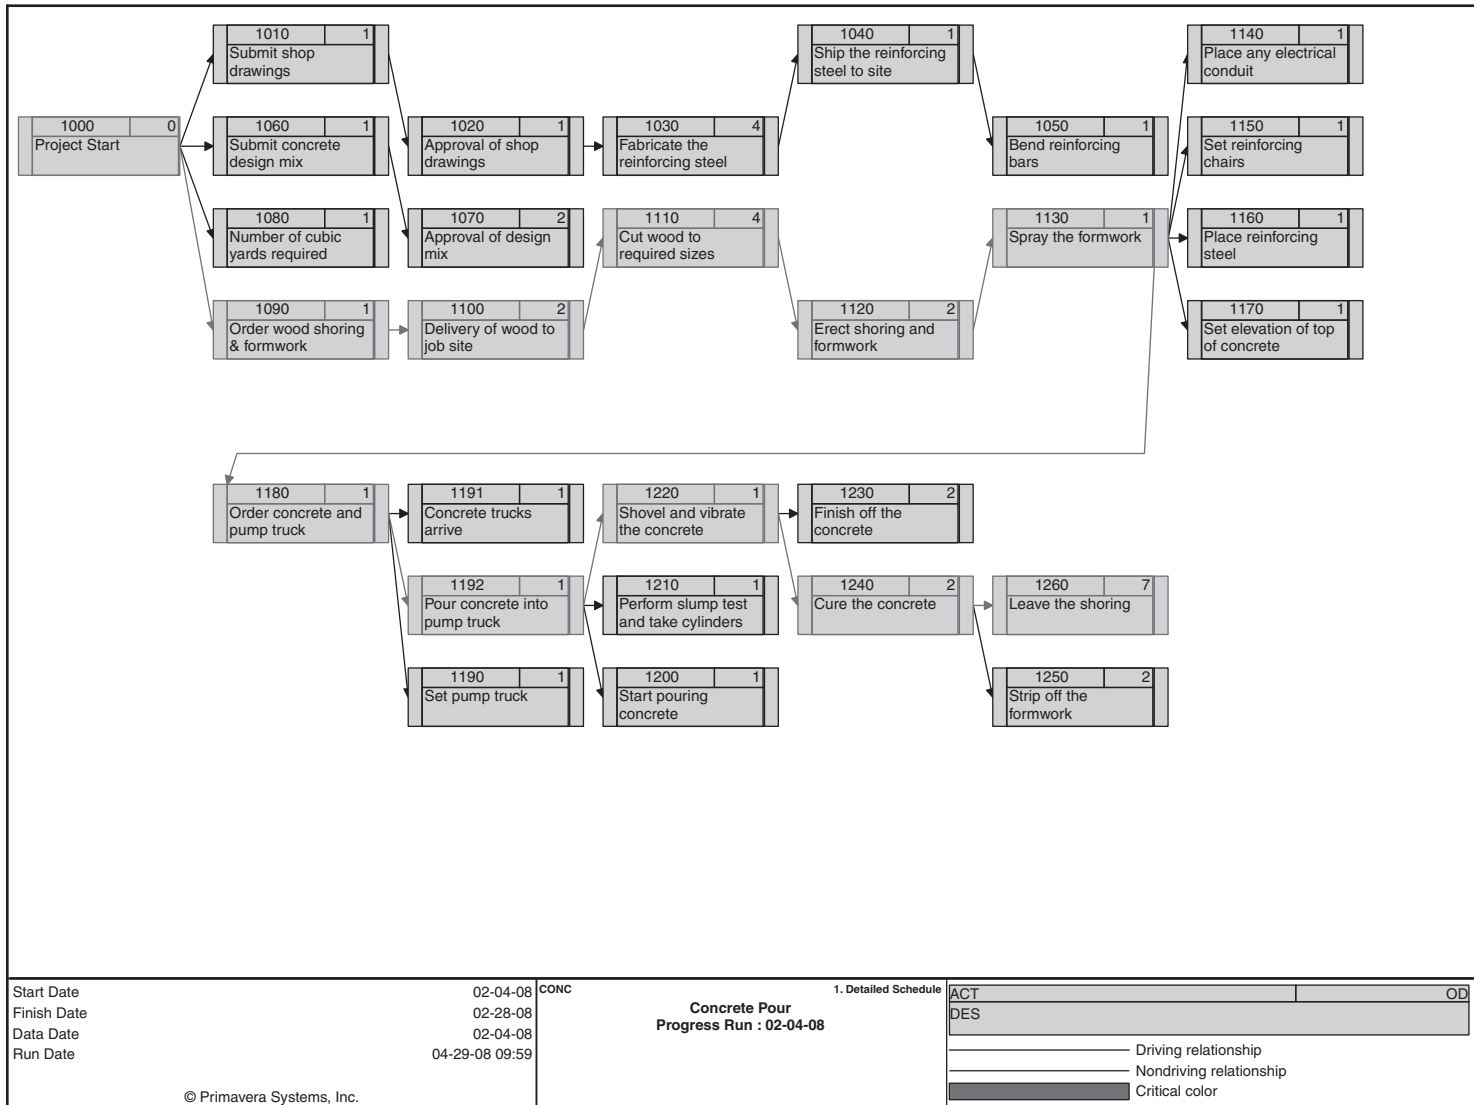 1010 1
Submit shop
drawings
1040 1
Ship the reinforcing
steel to site
1140 1
Place any electrical
conduit
1000 0
Project Start
1060 1
Submit concrete
design mix
1020 1
Approval of shop
drawings
1030 4
Fabricate the
reinforcing steel
1050 1
Bend reinforcing
bars
1150 1
Set reinforcing
chairs
1080 1
Number of cubic
yards required
1070 2
Approval of design
mix
1110 4
Cut wood to
required sizes
1130 1
Spray the formwork
1160 1
Place reinforcing
steel
1090 1
Order wood shoring
& formwork
1100 2
Delivery of wood to
job site
1120 2
Erect shoring and
formwork
1170 1
Set elevation of top
of concrete
1180 1
Order concrete and
pump truck
1191 1
Concrete trucks
arrive
1220 1
Shovel and vibrate
the concrete
1230 2
Finish off the
concrete
1192 1
Pour concrete into
pump truck
1210 1
Perform slump test
and take cylinders
1240 2
Cure the concrete
1260 7
Leave the shoring
1190 1
Set pump truck
1200 1
Start pouring
concrete
1250 2
Strip off the
formwork
Start Date 02-04-08
Finish Date 02-28-08
Data Date 02-04-08
Run Date 04-29-08 09:59
© Primavera Systems, Inc.
CONC 1. Detailed Schedule
Concrete Pour
Progress Run : 02-04-08
ACT OD
DES
Driving relationship
Nondriving relationship
Critical color